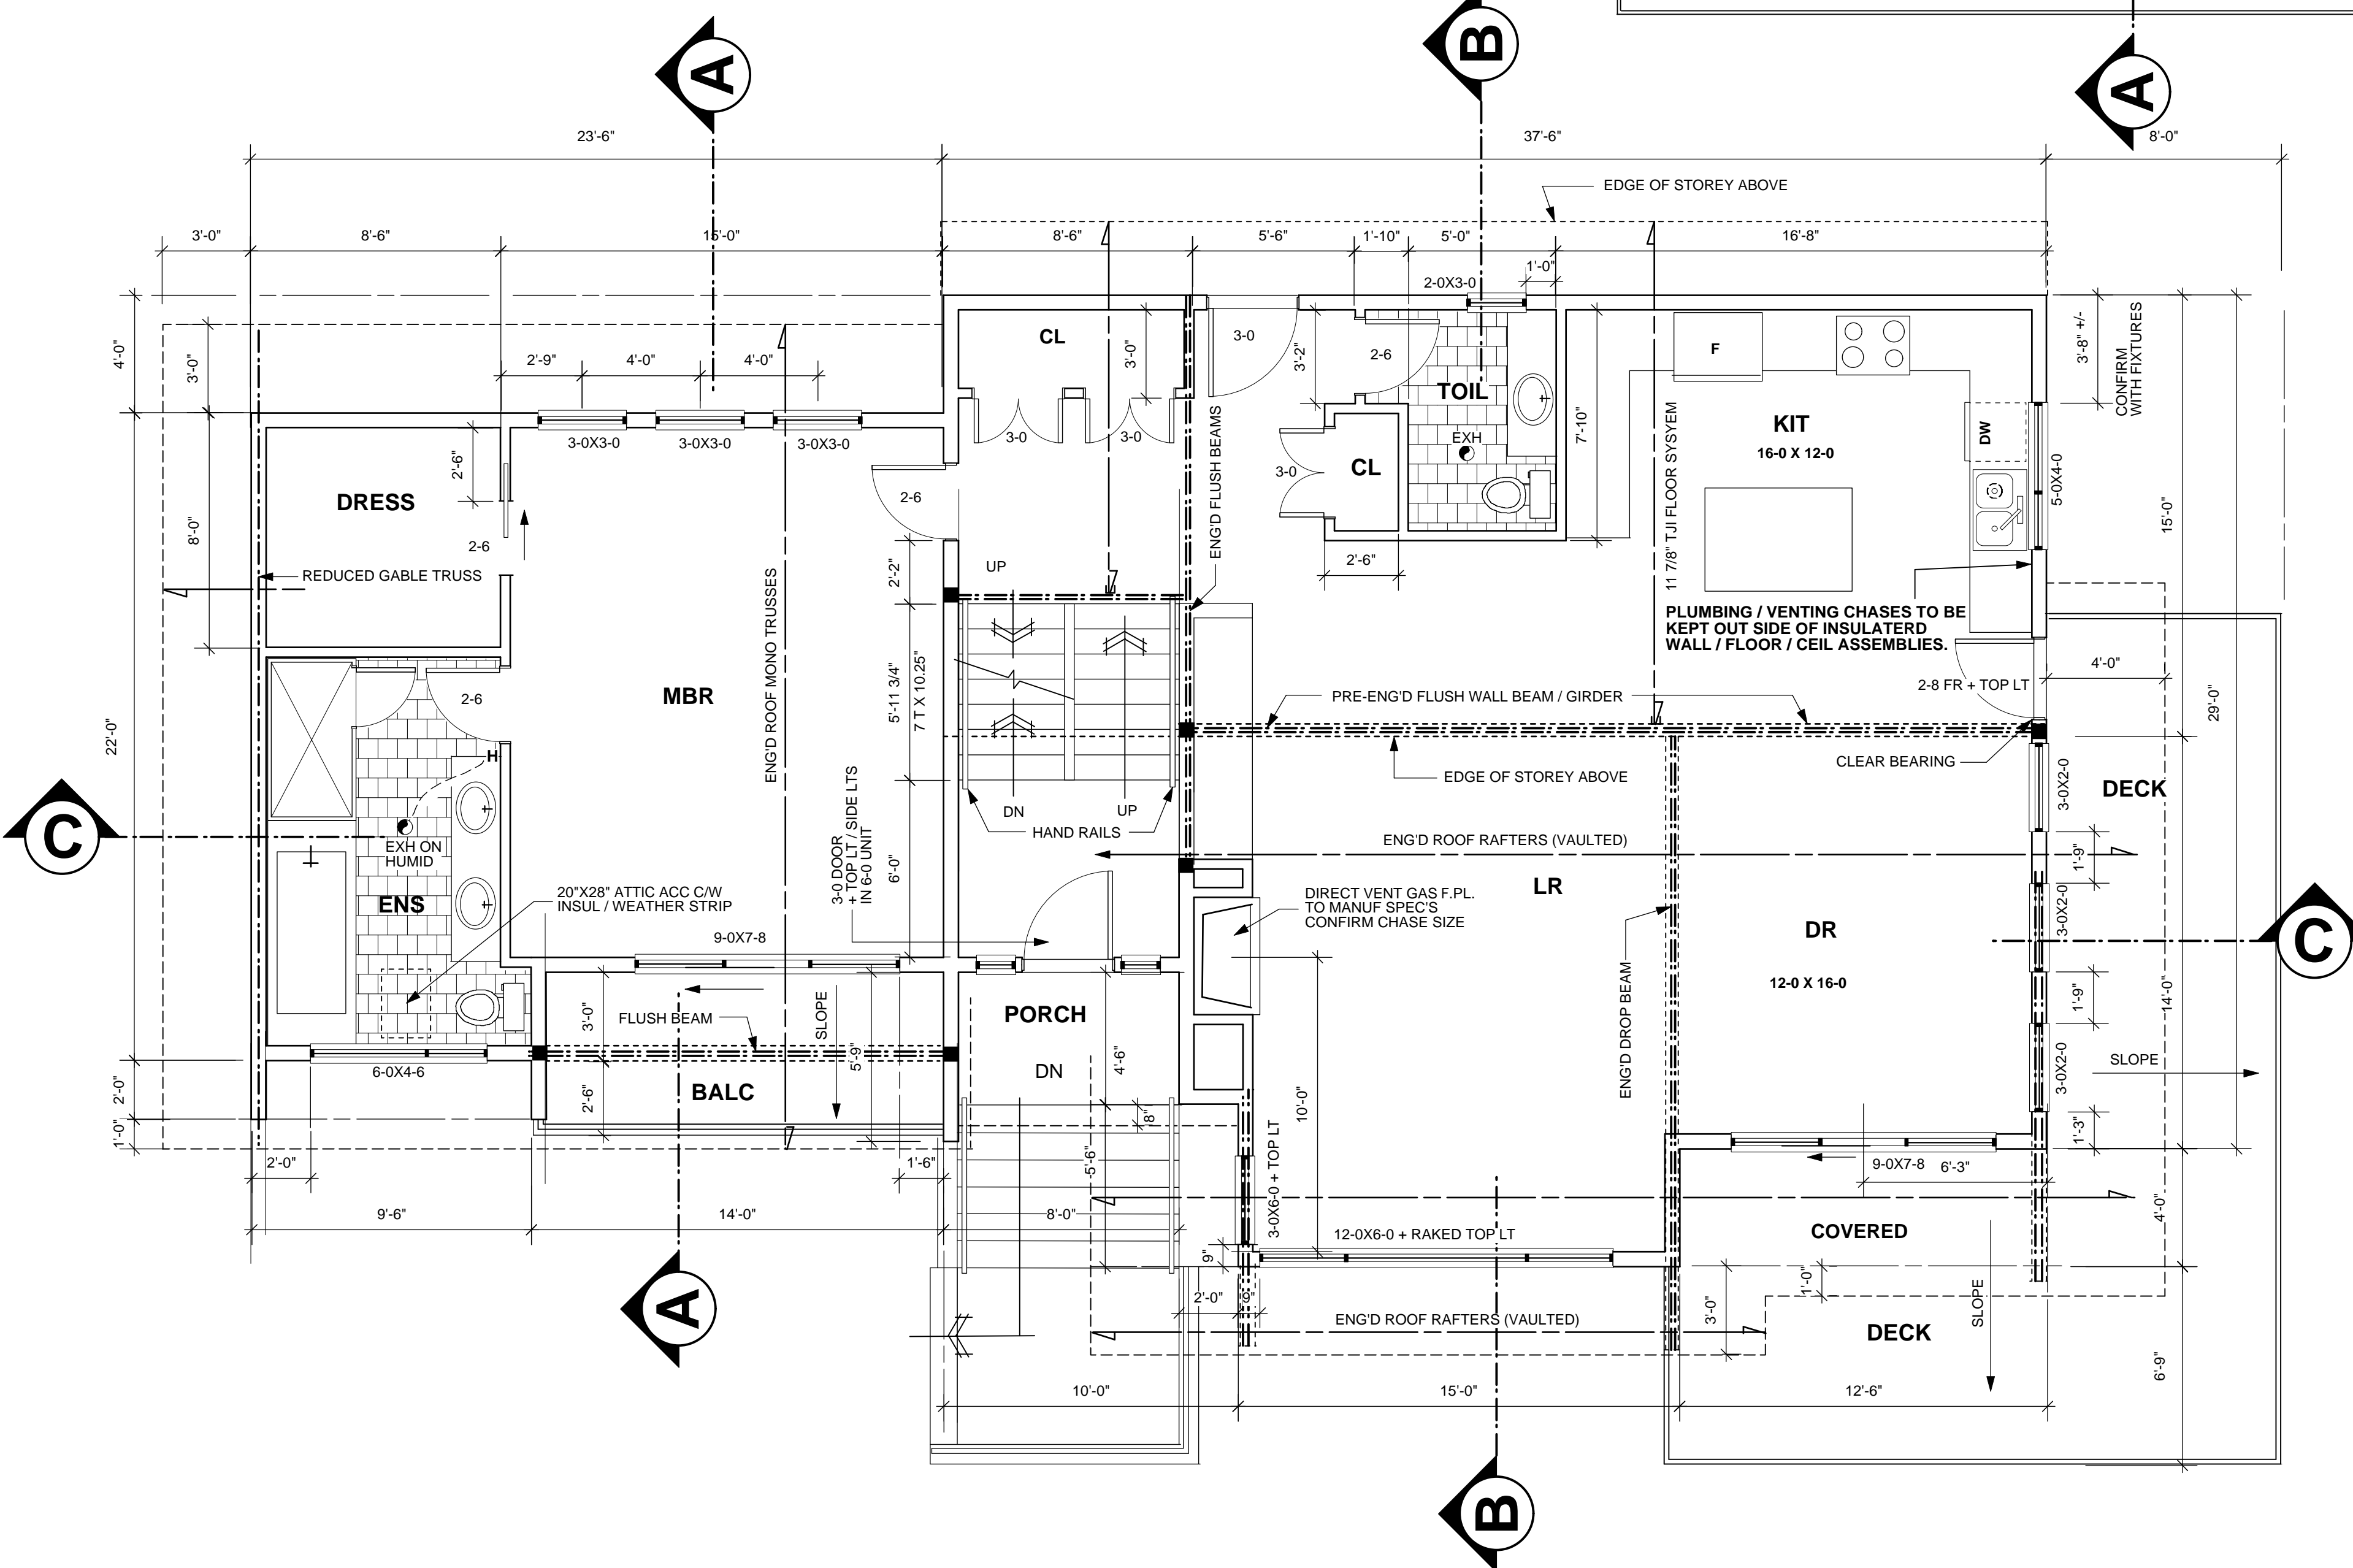 B
A
A
23'-6"
37'-6"
8'-0"
EDGE OF STOREY ABOVE
3'-0"
8'-6"
15'-0"
8'-6"
5'-6"
1'-10"
5'-0"
16'-8"
1'-0"
2-0X3-0
4'-0"
3'-0"
2'-9"
4'-0"
4'-0"
CL
3'-0"
3-0
3'-2"
2-6
TOIL
F
3'-8" +/-
CONFIRM
WITH FIXTURES
3-0X3-0
3-0X3-0
3-0X3-0
3-0
3-0
EXH
7'-10"
KIT
16-0 X 12-0
DW
5-0X4-0
2'-6"
DRESS
8'-0"
2-6
2-6
3-0
CL
ENG'D FLUSH BEAMS
11 7/8" TJI FLOOR SYSYEM
15'-0"
REDUCED GABLE TRUSS
UP
2'-2"
2'-6"
PLUMBING / VENTING CHASES TO BE
KEPT OUT SIDE OF INSULATERD
WALL / FLOOR / CEIL ASSEMBLIES.
4'-0"
22'-0"
ENG'D ROOF MONO TRUSSES
MBR
2-6
5'-11 3/4"
7 T X 10.25"
PRE-ENG'D FLUSH WALL BEAM / GIRDER
2-8 FR + TOP LT
29'-0"
H
EDGE OF STOREY ABOVE
CLEAR BEARING
DECK
3-0X2-0
DN
UP
HAND RAILS
C
EXH ON
HUMID
3-0 DOOR
+ TOP LT / SIDE LTS
IN 6-0 UNIT
6'-0"
ENG'D ROOF RAFTERS (VAULTED)
1'-9"
20"X28" ATTIC ACC C/W
INSUL / WEATHER STRIP
ENS
DIRECT VENT GAS F.PL.
TO MANUF SPEC'S
CONFIRM CHASE SIZE
LR
DR
12-0 X 16-0
3-0X2-0
C
9-0X7-8
3'-0"
FLUSH BEAM
SLOPE
5'-9"
PORCH
DN
4'-6"
ENG'D DROP BEAM
1'-9"
14'-0"
6-0X4-6
2'-0"
1'-0"
2'-6"
BALC
8"
10'-0"
3-0X2-0
SLOPE
1'-3"
2'-0"
1'-6"
5'-6"
3-0X6-0 + TOP LT
9-0X7-8
6'-3"
9'-6"
14'-0"
8'-0"
9"
12-0X6-0 + RAKED TOP LT
COVERED
4'-0"
A
2'-0"
9"
ENG'D ROOF RAFTERS (VAULTED)
3'-0"
1'-0"
SLOPE
DECK
6'-9"
10'-0"
15'-0"
12'-6"
B